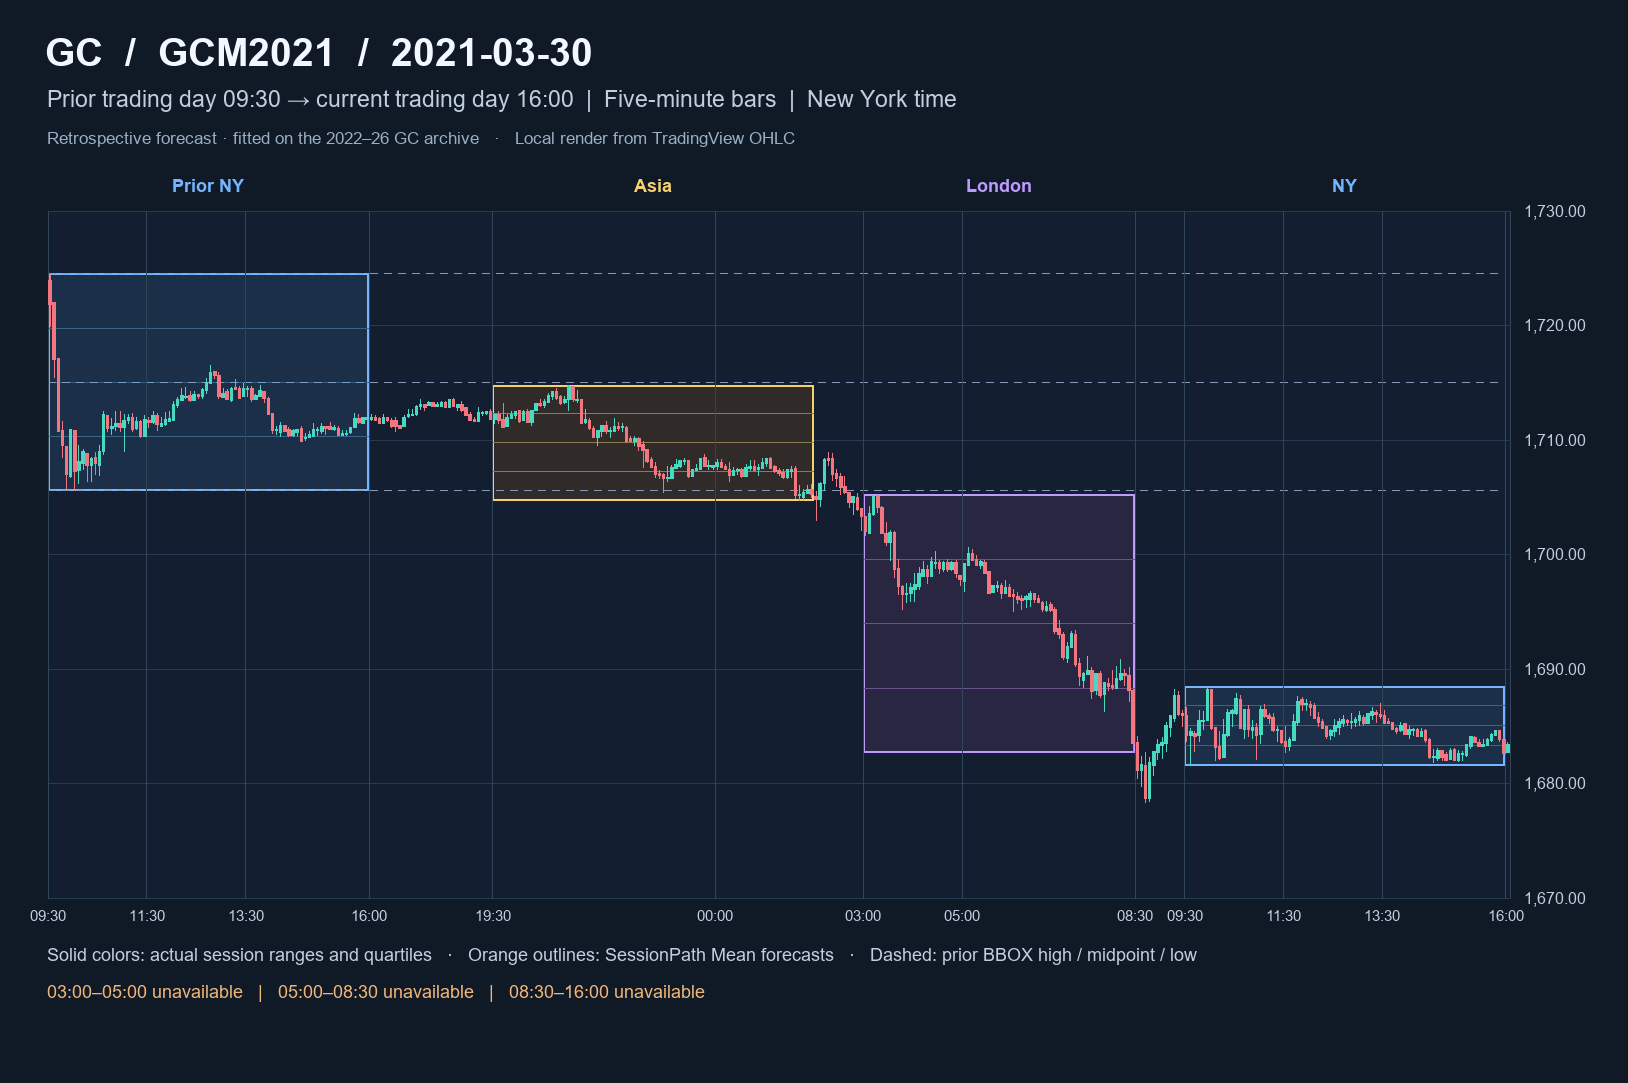 GC / GCM2021 / 2021-03-30
Prior trading day 09:30 → current trading day 16:00 | Five-minute bars | New York time
Retrospective forecast · fitted on the 2022–26 GC archive · Local render from TradingView OHLC
Prior NY Asia London NY
1,730.00
1,720.00
1,710.00
1,700.00
1,690.00
1,680.00
1,670.00
09:30 11:30 13:30 16:00 19:30 00:00 03:00 05:00 08:30 09:30 11:30 13:30 16:00
Solid colors: actual session ranges and quartiles · Orange outlines: SessionPath Mean forecasts · Dashed: prior BBOX high / midpoint / low
03:00–05:00 unavailable | 05:00–08:30 unavailable | 08:30–16:00 unavailable